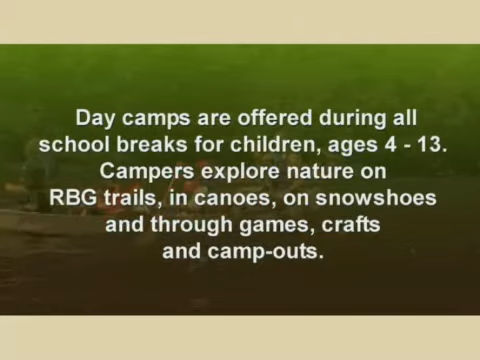 Day camps are offered during all
school breaks for children, ages 4 - 13.
Campers explore nature on
RBG trails, in canoes, on snowshoes
and through games, crafts
and camp-outs.